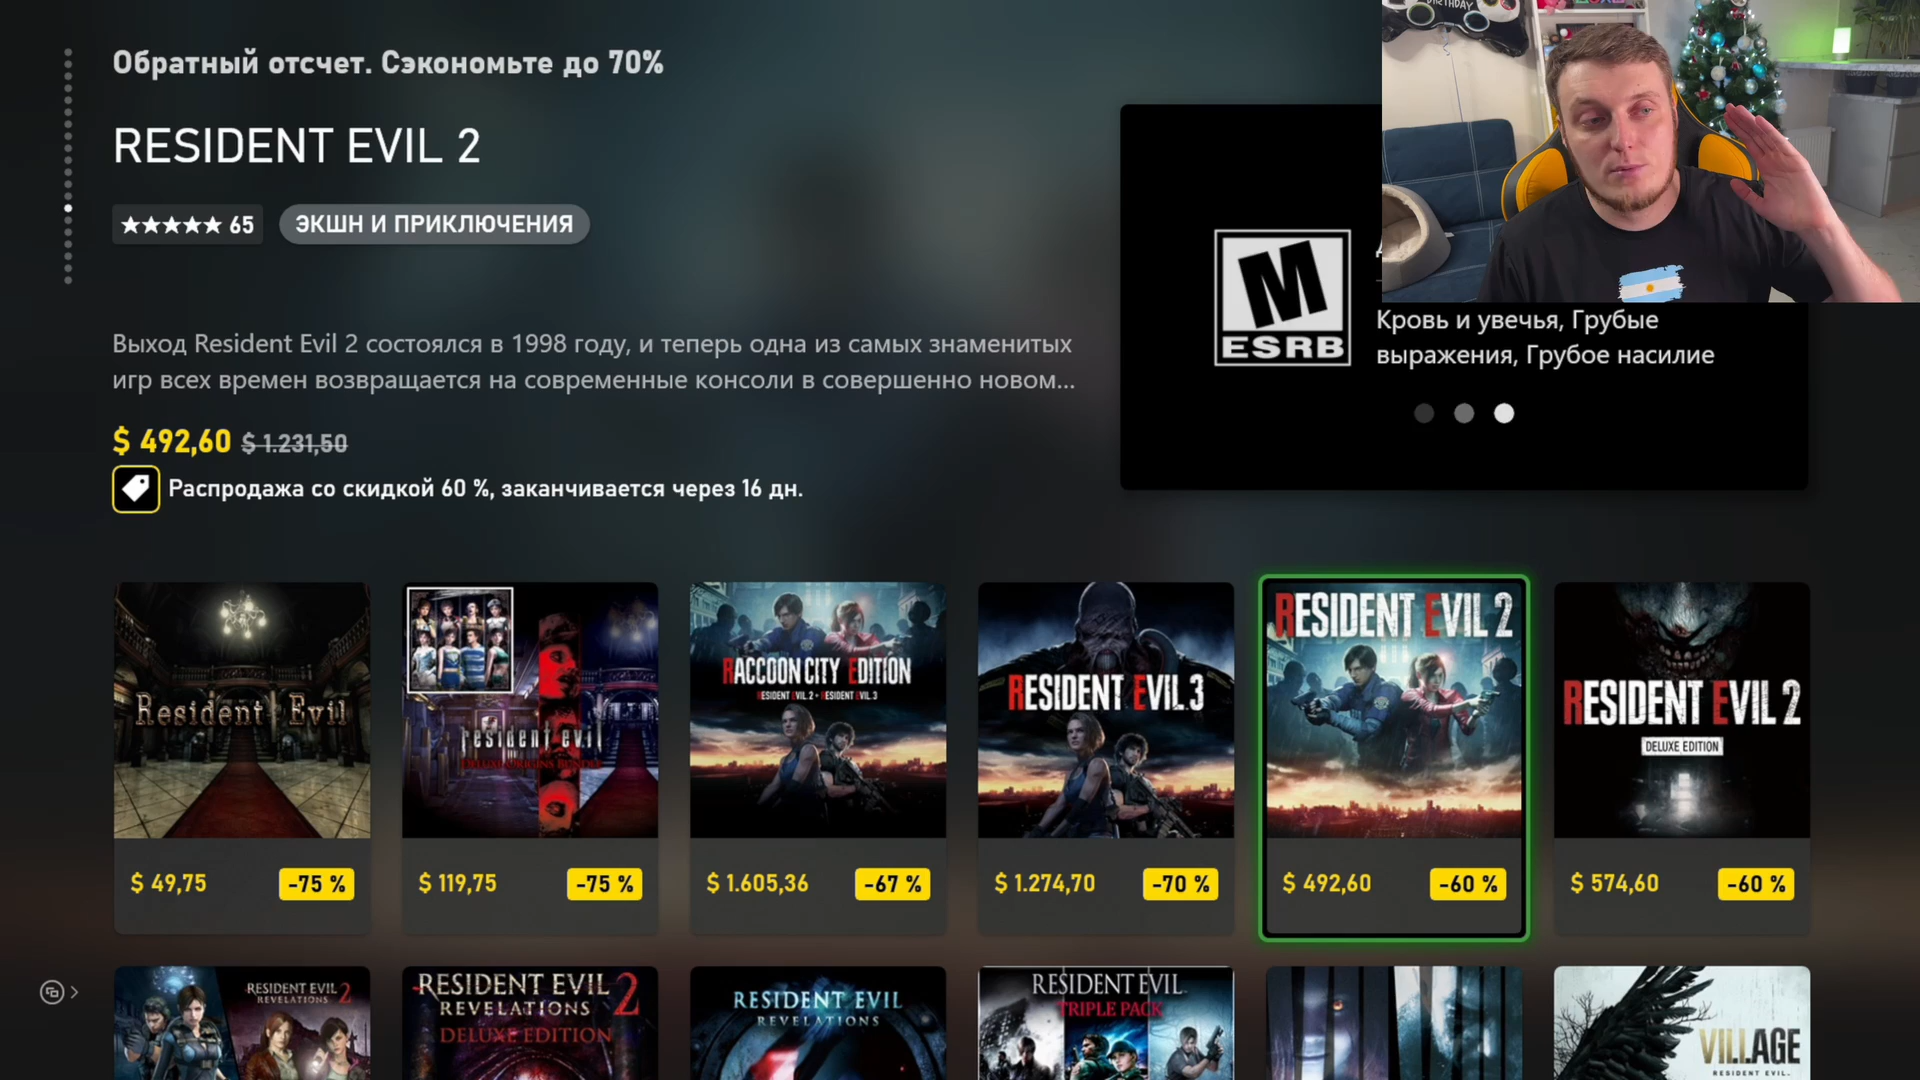 Обратный отсчет. Сэкономьте до 70%
BIRTHDAY
RESIDENT EVIL 2
★★★★★ 65
ЭКШН И ПРИКЛЮЧЕНИЯ
M
ESRB
Кровь и увечья, Грубые
выражения, Грубое насилие
Выход Resident Evil 2 состоялся в 1998 году, и теперь одна из самых знаменитых
игр всех времен возвращается на современные консоли в совершенно новом...
$ 492,60 $ 1.231,50
Распродажа со скидкой 60 %, заканчивается через 16 дн.
Resident Evil
resident evil
DELUXE ORIGINS BUNDLE
RACCOON CITY EDITION
RESIDENT EVIL 2 + RESIDENT EVIL 3
RESIDENT EVIL 3
RESIDENT EVIL 2
RESIDENT EVIL 2
DELUXE EDITION
$ 49,75 -75 %
$ 119,75 -75 %
$ 1.605,36 -67 %
$ 1.274,70 -70 %
$ 492,60 -60 %
$ 574,60 -60 %
RESIDENT EVIL
REVELATIONS 2
RESIDENT EVIL
REVELATIONS 2
DELUXE EDITION
RESIDENT EVIL
REVELATIONS
RESIDENT EVIL
TRIPLE PACK
VILLAGE
RESIDENT EVIL